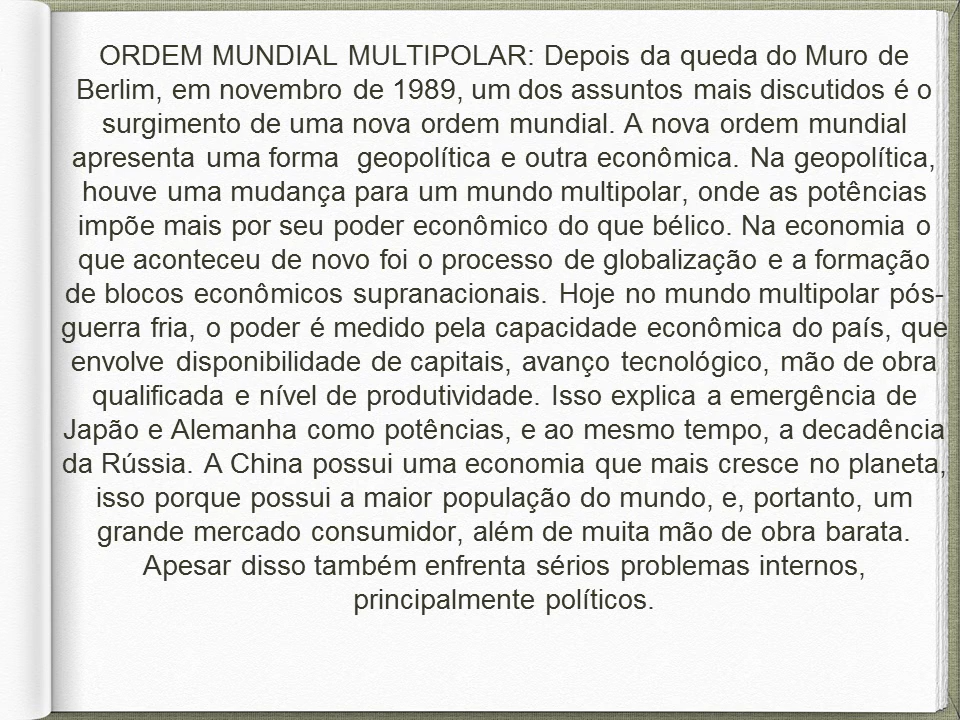 ORDEM MUNDIAL MULTIPOLAR: Depois da queda do Muro de
Berlim, em novembro de 1989, um dos assuntos mais discutidos é o
surgimento de uma nova ordem mundial. A nova ordem mundial
apresenta uma forma  geopolítica e outra econômica. Na geopolítica,
houve uma mudança para um mundo multipolar, onde as potências
impõe mais por seu poder econômico do que bélico. Na economia o
que aconteceu de novo foi o processo de globalização e a formação
de blocos econômicos supranacionais. Hoje no mundo multipolar pós-
guerra fria, o poder é medido pela capacidade econômica do país, que
envolve disponibilidade de capitais, avanço tecnológico, mão de obra
qualificada e nível de produtividade. Isso explica a emergência de
Japão e Alemanha como potências, e ao mesmo tempo, a decadência
da Rússia. A China possui uma economia que mais cresce no planeta,
isso porque possui a maior população do mundo, e, portanto, um
grande mercado consumidor, além de muita mão de obra barata.
Apesar disso também enfrenta sérios problemas internos,
principalmente políticos.